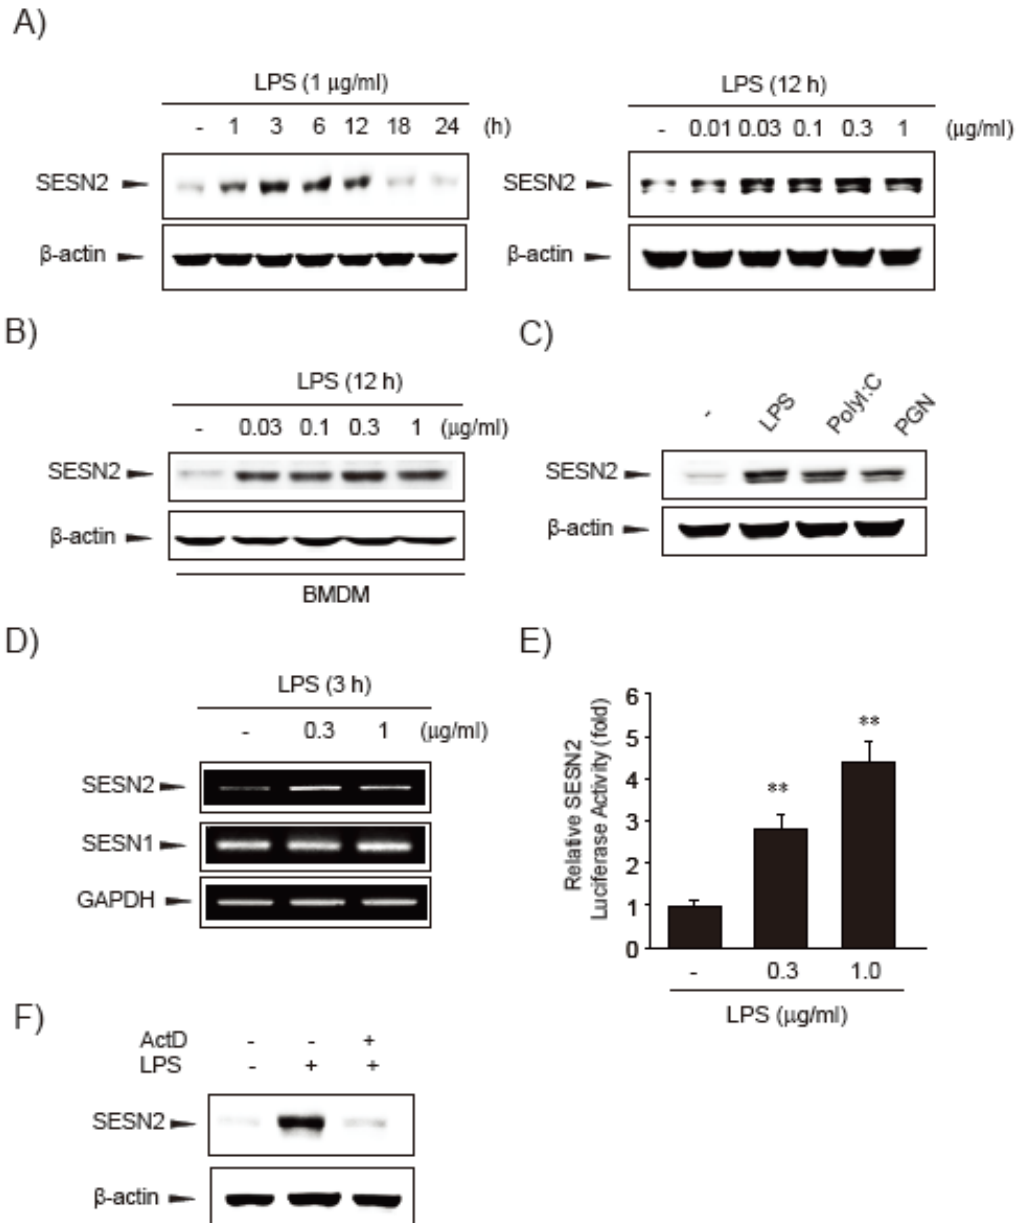 A)
LPS (1 μg/ml)
- 1 3 6 12 18 24 (h)
SESN2
β-actin
LPS (12 h)
- 0.01 0.03 0.1 0.3 1 (μg/ml)
SESN2
β-actin
B)
LPS (12 h)
- 0.03 0.1 0.3 1 (μg/ml)
SESN2
β-actin
BMDM
C)
- LPS PolyI:C PGN
SESN2
β-actin
D)
LPS (3 h)
- 0.3 1 (μg/ml)
SESN2
SESN1
GAPDH
E)
Relative SESN2
Luciferase Activity (fold)
6
5
4
3
2
1
0
**
**
- 0.3 1.0
LPS (μg/ml)
F)
ActD - - +
LPS - + +
SESN2
β-actin